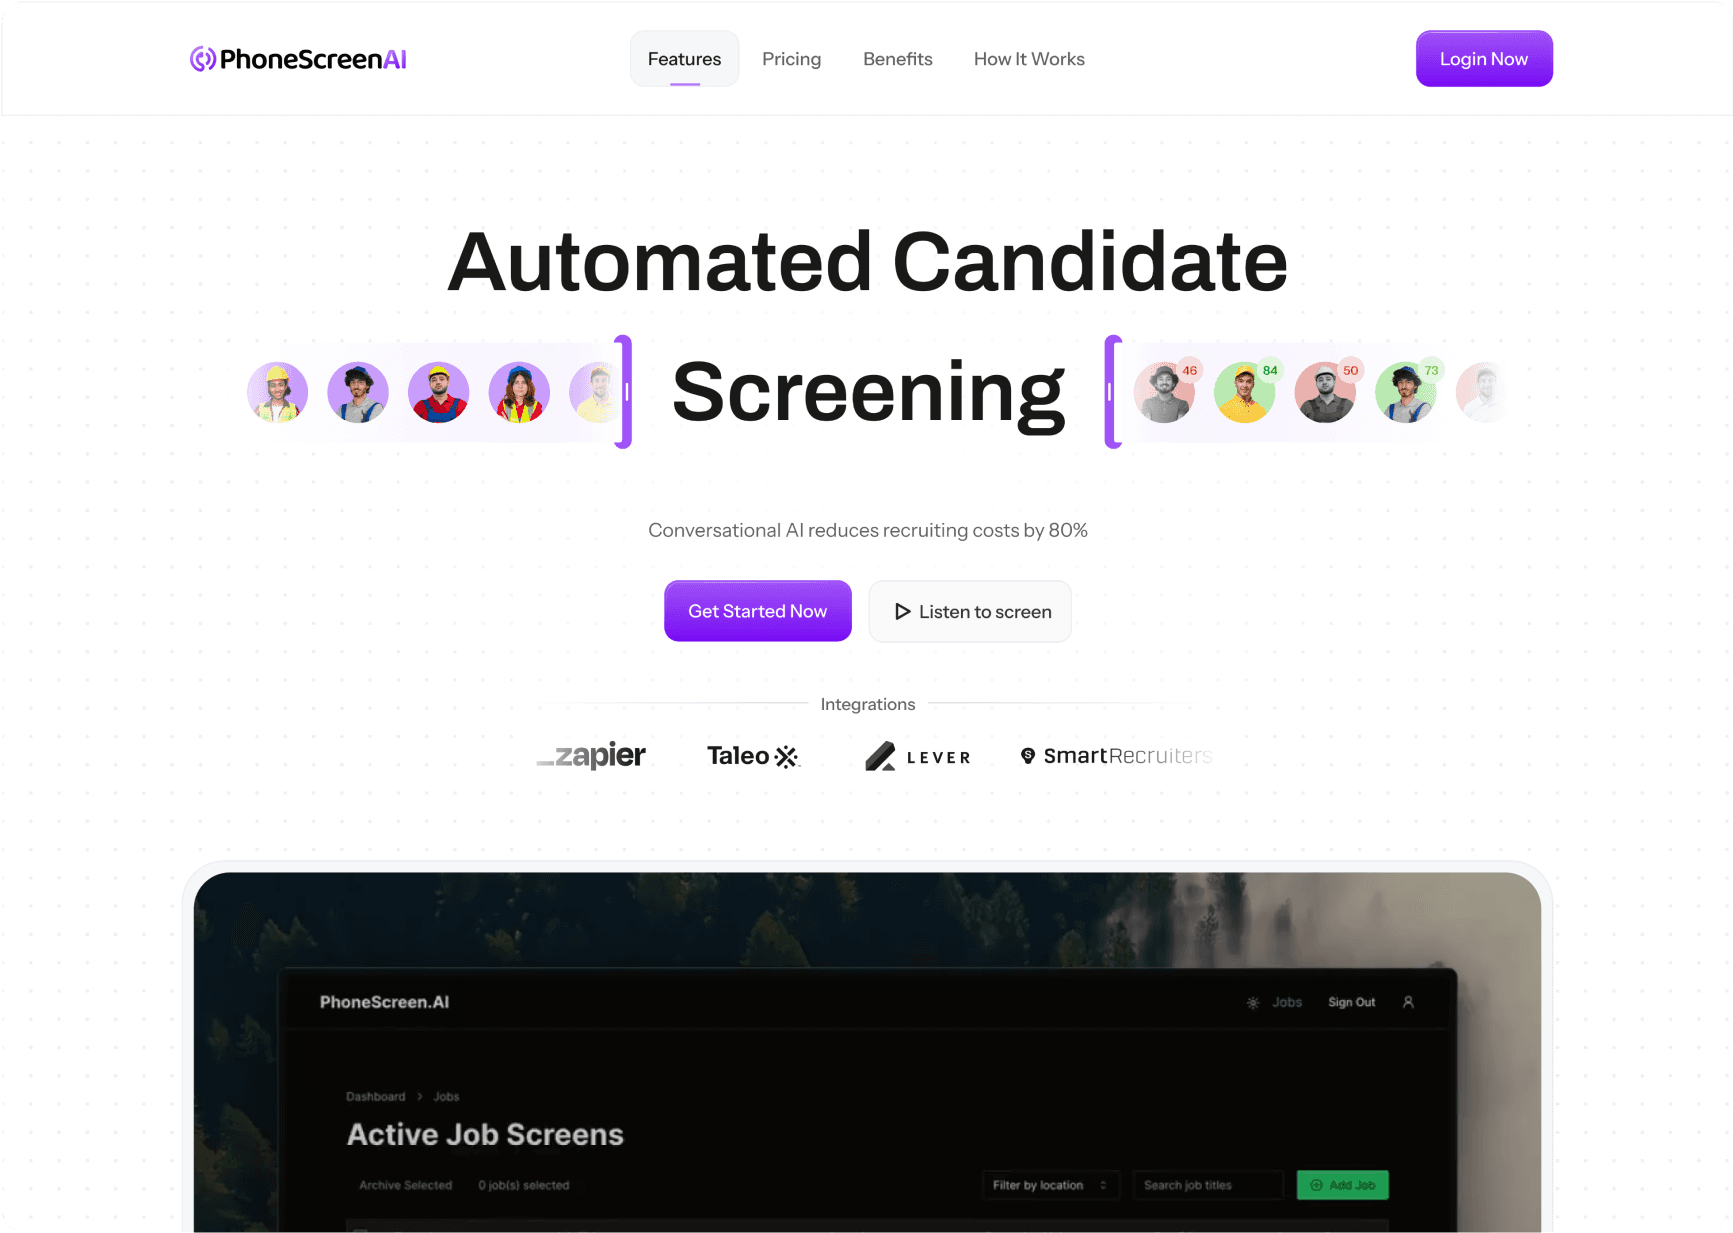 PhoneScreenAI
Features
Pricing
Benefits
How It Works
Login Now
Automated Candidate
Screening
46
84
50
73
Conversational AI reduces recruiting costs by 80%
Get Started Now
Listen to screen
Integrations
zapier
Taleo
LEVER
SmartRecruiters
PhoneScreen.AI
Jobs
Sign Out
Dashboard > Jobs
Active Job Screens
Archive Selected
0 job(s) selected
Filter by location
Search job titles
Add Job